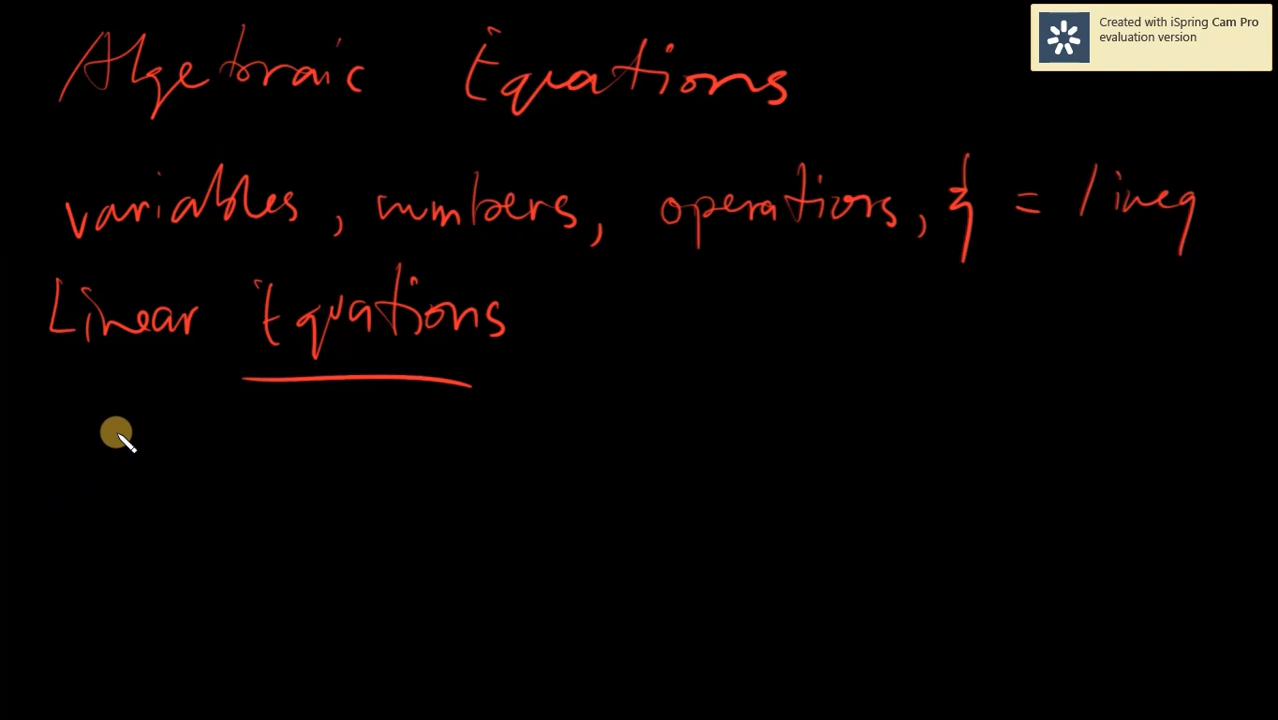 Algebraic Equations
variables, numbers, operations, & = / ineq
Linear Equations
Created with iSpring Cam Pro
evaluation version